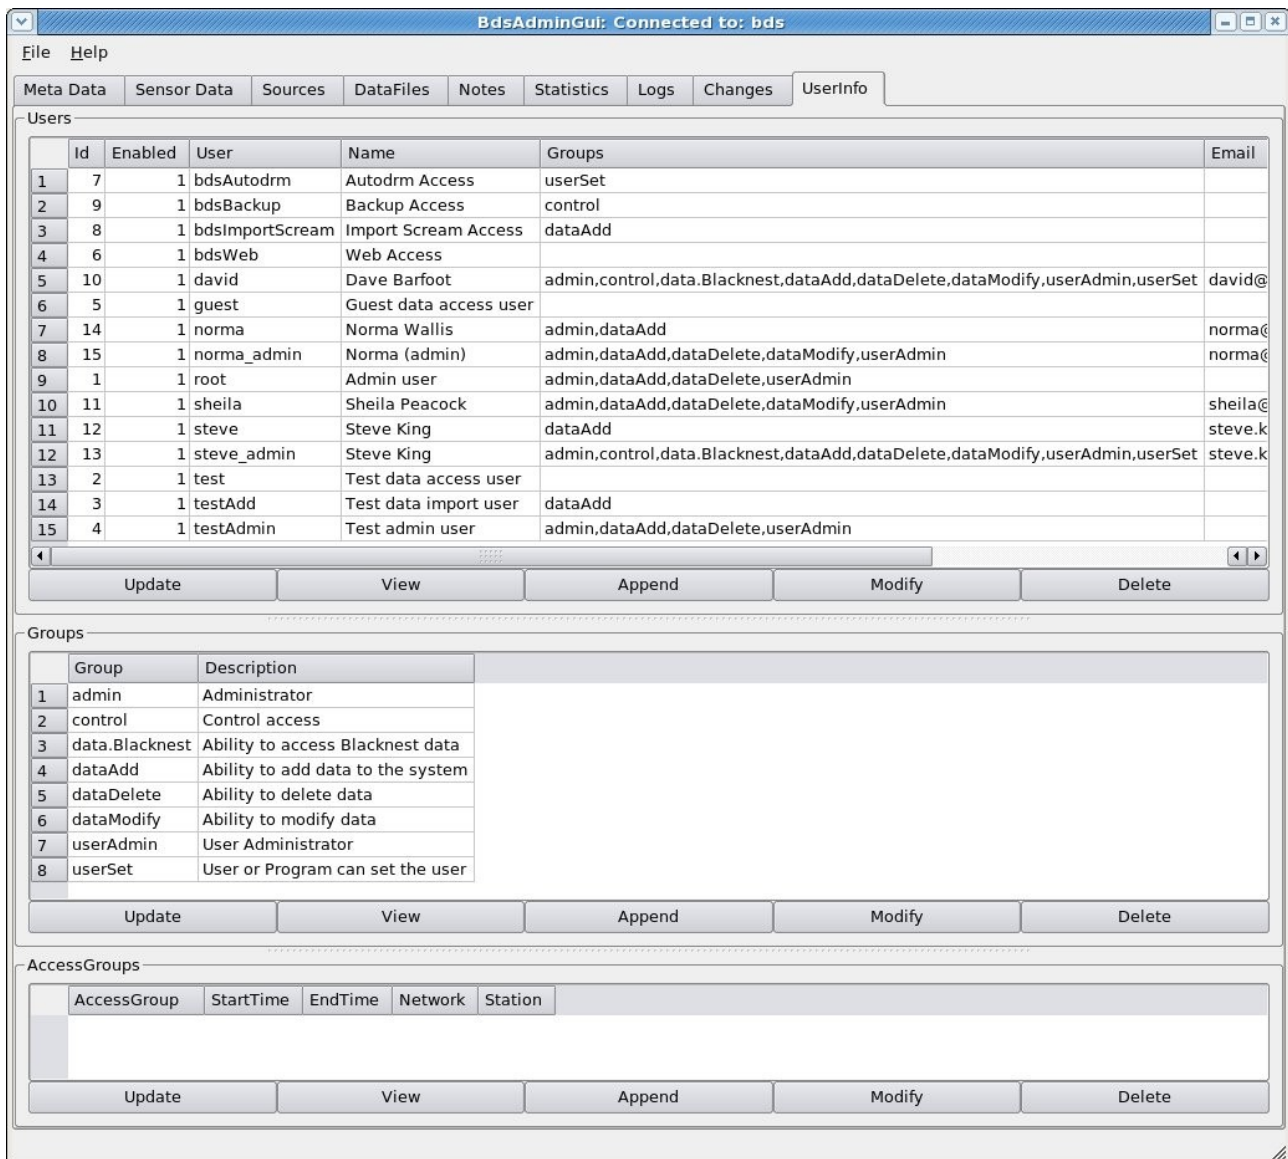 BdsAdminGui: Connected to: bds
File Help
Meta Data Sensor Data Sources DataFiles Notes Statistics Logs Changes UserInfo
Users
Id Enabled User Name Groups Email
1 7 1 bdsAutodrm Autodrm Access userSet
2 9 1 bdsBackup Backup Access control
3 8 1 bdsImportScream Import Scream Access dataAdd
4 6 1 bdsWeb Web Access
5 10 1 david Dave Barfoot admin,control,data.Blacknest,dataAdd,dataDelete,dataModify,userAdmin,userSet david@
6 5 1 guest Guest data access user
7 14 1 norma Norma Wallis admin,dataAdd norma@
8 15 1 norma_admin Norma (admin) admin,dataAdd,dataDelete,dataModify,userAdmin norma@
9 1 1 root Admin user admin,dataAdd,dataDelete,userAdmin
10 11 1 sheila Sheila Peacock admin,dataAdd,dataDelete,dataModify,userAdmin sheila@
11 12 1 steve Steve King dataAdd steve.k
12 13 1 steve_admin Steve King admin,control,data.Blacknest,dataAdd,dataDelete,dataModify,userAdmin,userSet steve.k
13 2 1 test Test data access user
14 3 1 testAdd Test data import user dataAdd
15 4 1 testAdmin Test admin user admin,dataAdd,dataDelete,userAdmin
Update View Append Modify Delete
Groups
Group Description
1 admin Administrator
2 control Control access
3 data.Blacknest Ability to access Blacknest data
4 dataAdd Ability to add data to the system
5 dataDelete Ability to delete data
6 dataModify Ability to modify data
7 userAdmin User Administrator
8 userSet User or Program can set the user
Update View Append Modify Delete
AccessGroups
AccessGroup StartTime EndTime Network Station
Update View Append Modify Delete